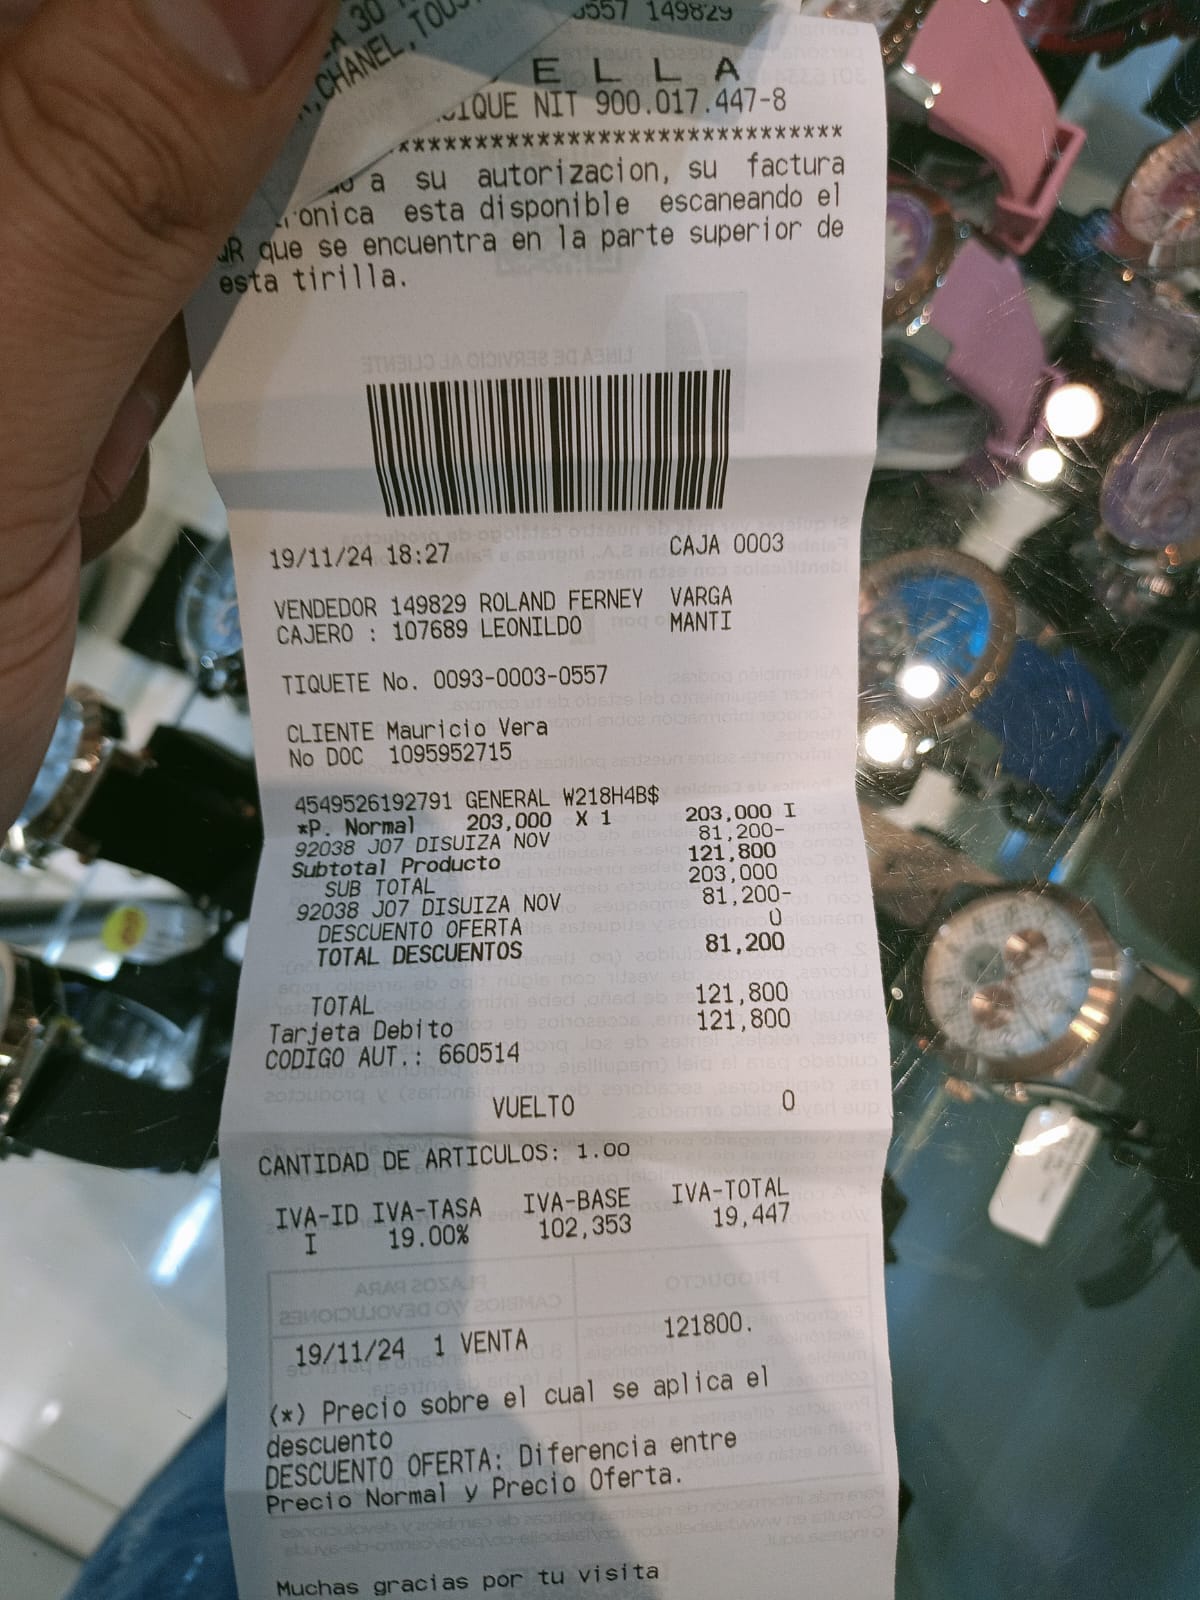 0557 149829
30
,CHANEL,TOUS
E L L A
IQUE NIT 900.017.447-8
******************************
a su autorizacion, su factura
ronica esta disponible escaneando el
QR que se encuentra en la parte superior de
esta tirilla.
19/11/24 18:27 CAJA 0003
VENDEDOR 149829 ROLAND FERNEY VARGA
CAJERO : 107689 LEONILDO MANTI
TIQUETE No. 0093-0003-0557
CLIENTE Mauricio Vera
No DOC 1095952715
4549526192791 GENERAL W218H4B$
*P. Normal 203,000 X 1 203,000 I
92038 J07 DISUIZA NOV 81,200-
Subtotal Producto 121,800
SUB TOTAL 203,000
92038 J07 DISUIZA NOV 81,200-
DESCUENTO OFERTA 0
TOTAL DESCUENTOS 81,200
TOTAL 121,800
Tarjeta Debito 121,800
CODIGO AUT.: 660514
VUELTO 0
CANTIDAD DE ARTICULOS: 1.00
IVA-ID IVA-TASA IVA-BASE IVA-TOTAL
I 19.00% 102,353 19,447
19/11/24 1 VENTA 121800.
(*) Precio sobre el cual se aplica el
descuento
DESCUENTO OFERTA: Diferencia entre
Precio Normal y Precio Oferta.
Muchas gracias por tu visita